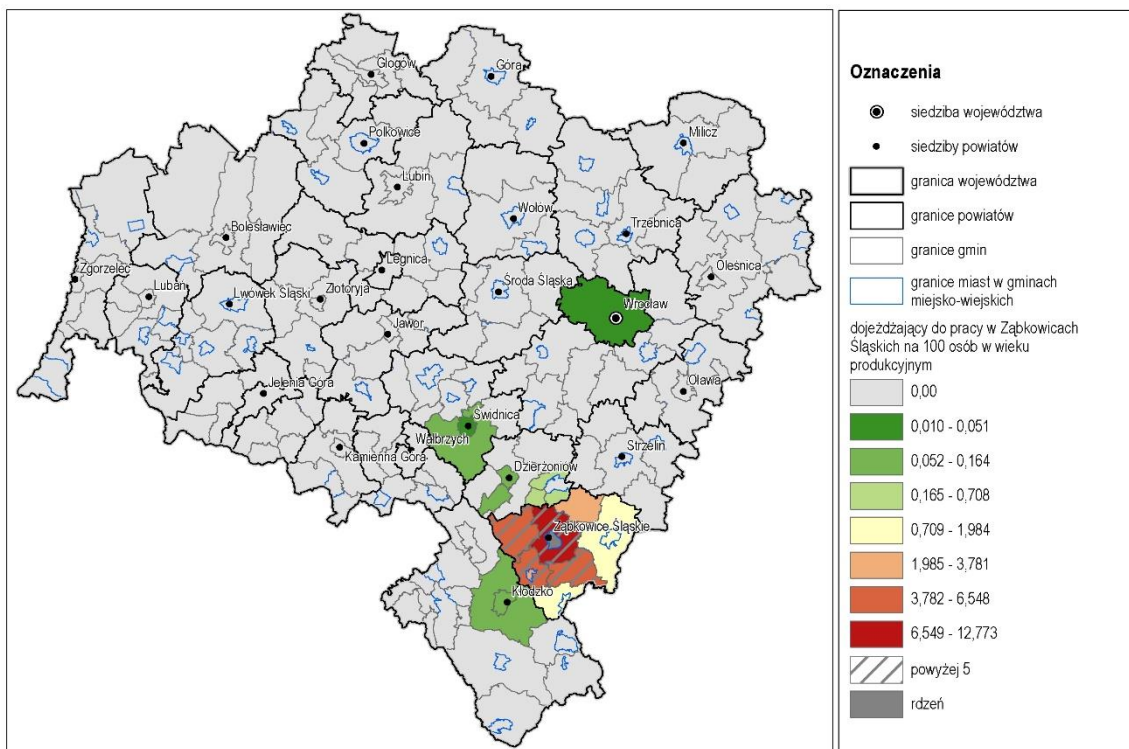 Głogów
Góra
Polkowice
Milicz
Lubin
Wołów
Bolesławiec
Trzebnica
Zgorzelec
Legnica
Oleśnica
Lubań
Lwówek Śląski
Złotoryja
Środa Śląska
Wrocław
Jawor
Jelenia Góra
Oława
Świdnica
Wałbrzych
Kamienna Góra
Strzelin
Dzierżoniów
Ząbkowice Śląskie
Kłodzko
Oznaczenia
siedziba województwa
siedziby powiatów
granica województwa
granice powiatów
granice gmin
granice miast w gminach
miejsko-wiejskich
dojeżdżający do pracy w Ząbkowicach
Śląskich na 100 osób w wieku
produkcyjnym
0,00
0,010 - 0,051
0,052 - 0,164
0,165 - 0,708
0,709 - 1,984
1,985 - 3,781
3,782 - 6,548
6,549 - 12,773
powyżej 5
rdzeń